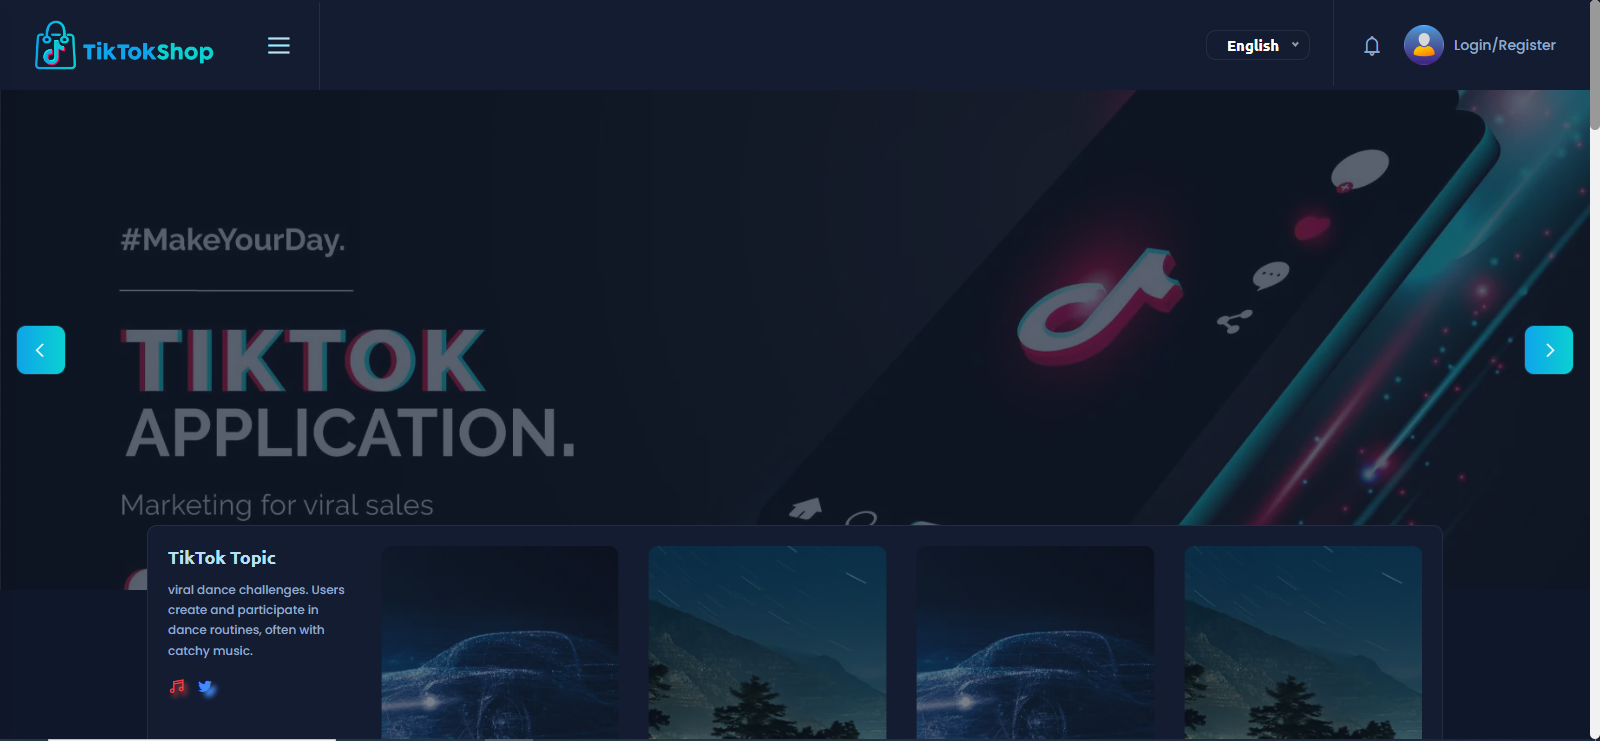 TikTokShop
English
Login/Register
#MakeYourDay.
TIKTOK
APPLICATION.
Marketing for viral sales
TikTok Topic
viral dance challenges. Users
create and participate in
dance routines, often with
catchy music.